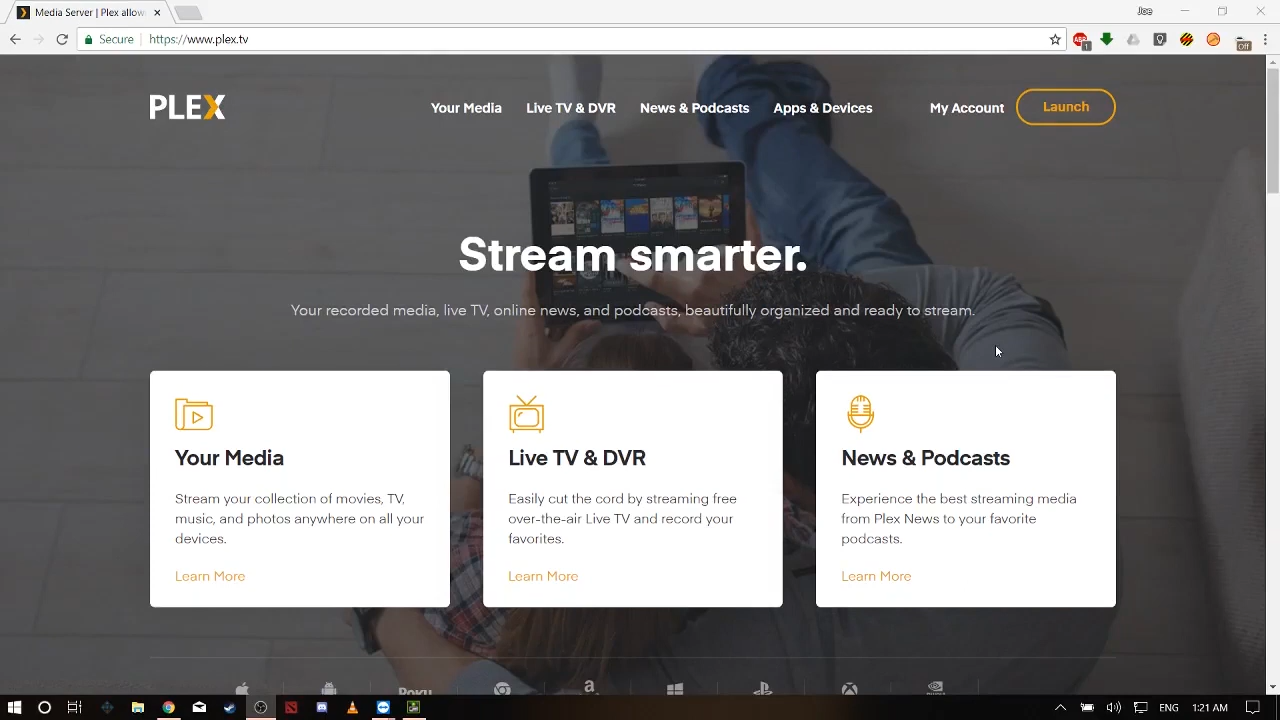 Media Server | Plex allow
Secure
https://www.plex.tv
ABP
1
Off
PLEX
Your Media
Live TV & DVR
News & Podcasts
Apps & Devices
My Account
Launch
Stream smarter.
Your recorded media, live TV, online news, and podcasts, beautifully organized and ready to stream.
Your Media
Stream your collection of movies, TV,
music, and photos anywhere on all your
devices.
Learn More
Live TV & DVR
Easily cut the cord by streaming free
over-the-air Live TV and record your
favorites.
Learn More
News & Podcasts
Experience the best streaming media
from Plex News to your favorite
podcasts.
Learn More
Roku
ENG
1:21 AM